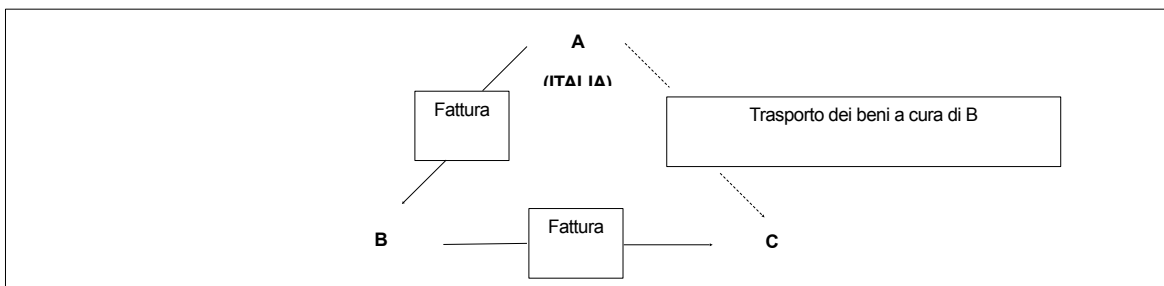 A
(ITALIA)
Fattura
Trasporto dei beni a cura di B
B
Fattura
C